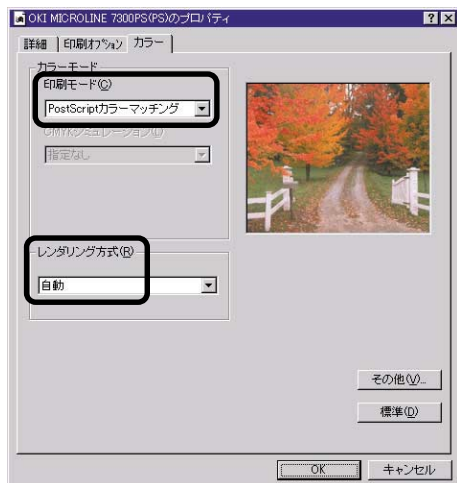 OKI MICROLINE 7300PS(PS)のプロパティ
詳細 印刷オプション カラー
カラーモード
印刷モード(C)
PostScriptカラーマッチング
CMYKシミュレーション(L)
指定なし
レンダリング方式(R)
自動
その他(V)...
標準(D)
OK キャンセル